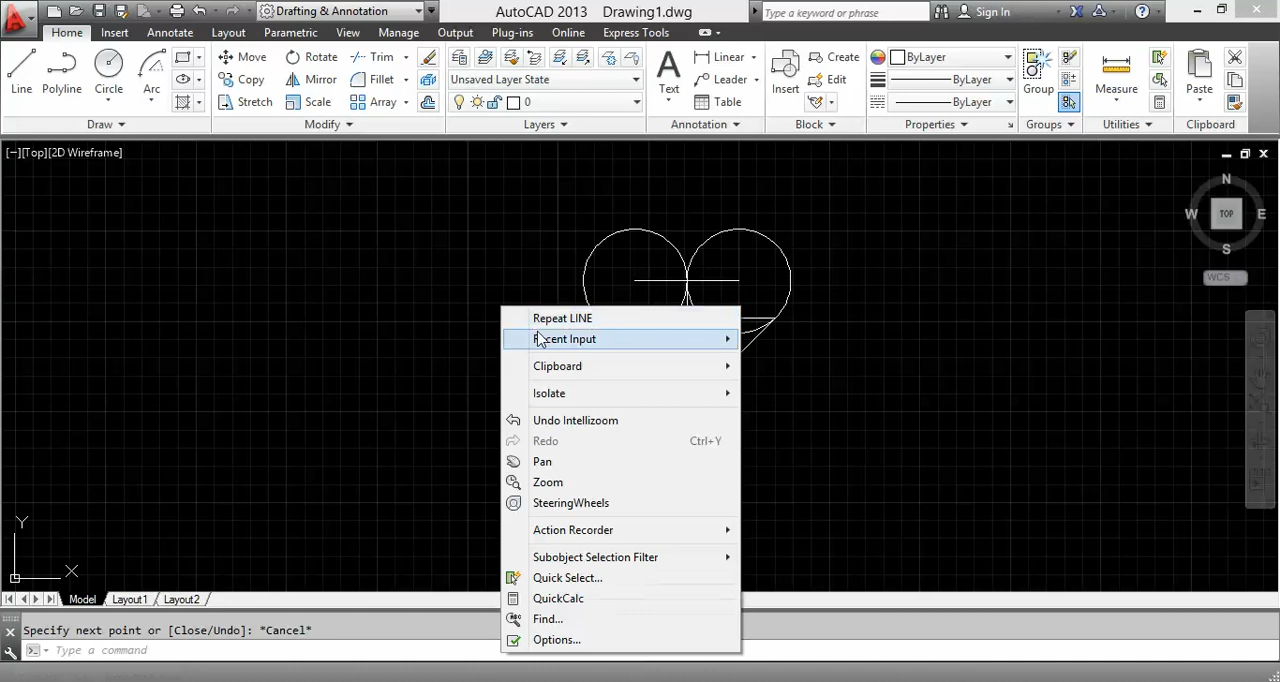 Drafting & Annotation
AutoCAD 2013 Drawing1.dwg
Type a keyword or phrase
Sign In
Home Insert Annotate Layout Parametric View Manage Output Plug-ins Online Express Tools
Line
Polyline
Circle
Arc
Draw
Move
Copy
Stretch
Rotate
Mirror
Scale
Trim
Fillet
Array
Modify
Unsaved Layer State
0
Layers
Text
Linear
Leader
Table
Annotation
Insert
Create
Edit
Block
ByLayer
ByLayer
ByLayer
Properties
Group
Groups
Measure
Utilities
Paste
Clipboard
[−][Top][2D Wireframe]
N
W
TOP
E
S
WCS
Repeat LINE
Recent Input
Clipboard
Isolate
Undo Intellizoom
Redo Ctrl+Y
Pan
Zoom
SteeringWheels
Action Recorder
Subobject Selection Filter
Quick Select...
QuickCalc
Find...
Options...
Y
X
Model Layout1 Layout2
Specify next point or [Close/Undo]: *Cancel*
Type a command